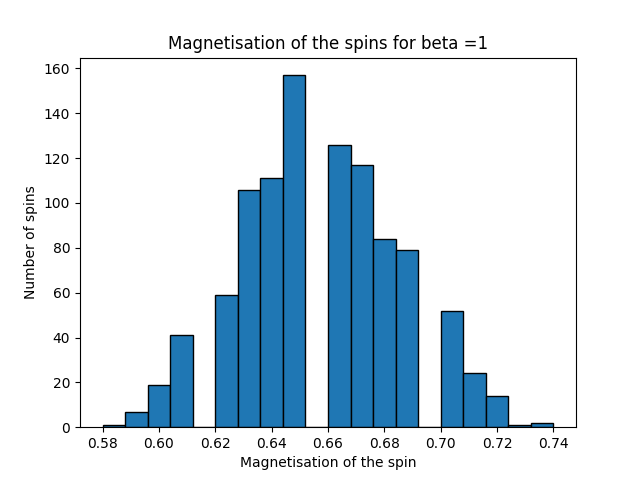 Magnetisation of the spins for beta =1
160
140
120
100
80
60
40
20
0
Number of spins
0.58 0.60 0.62 0.64 0.66 0.68 0.70 0.72 0.74
Magnetisation of the spin